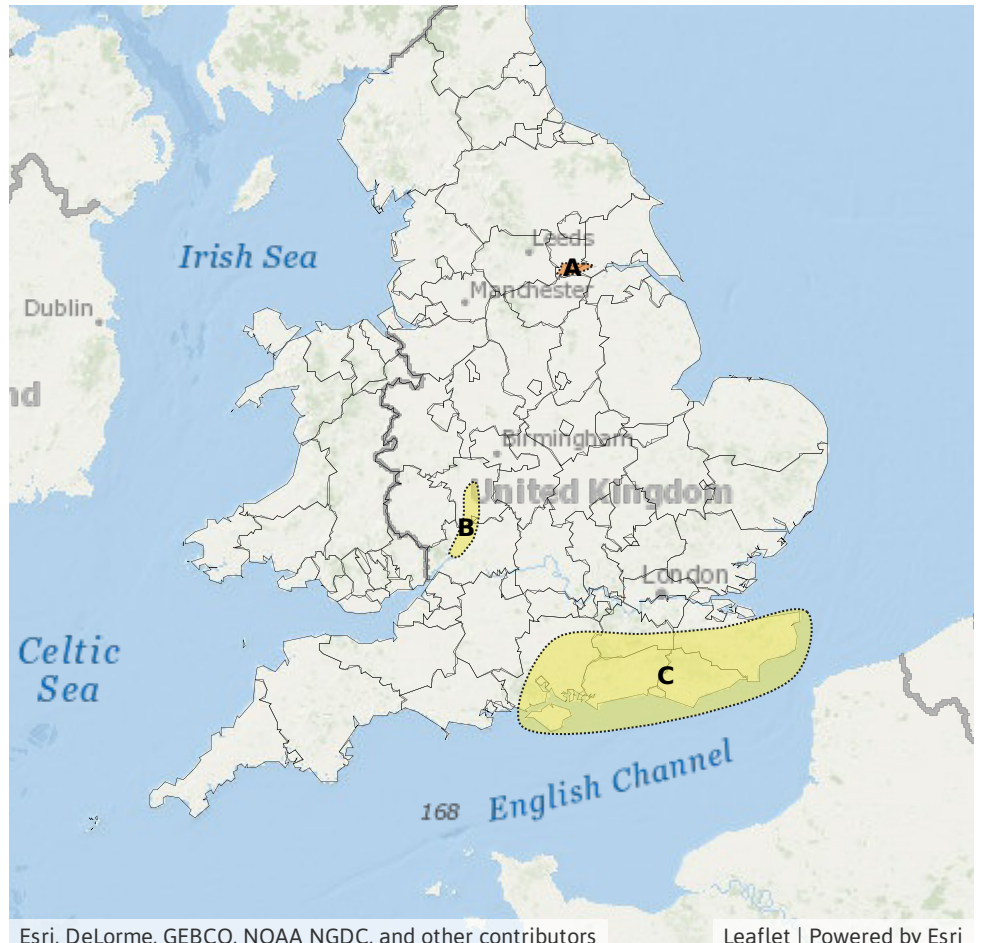 Irish Sea
Leeds
A
Manchester
Dublin
nd
Birmingham
United Kingdom
B
London
Celtic
Sea
C
English Channel
168
Esri, DeLorme, GEBCO, NOAA NGDC, and other contributors
Leaflet | Powered by Esri